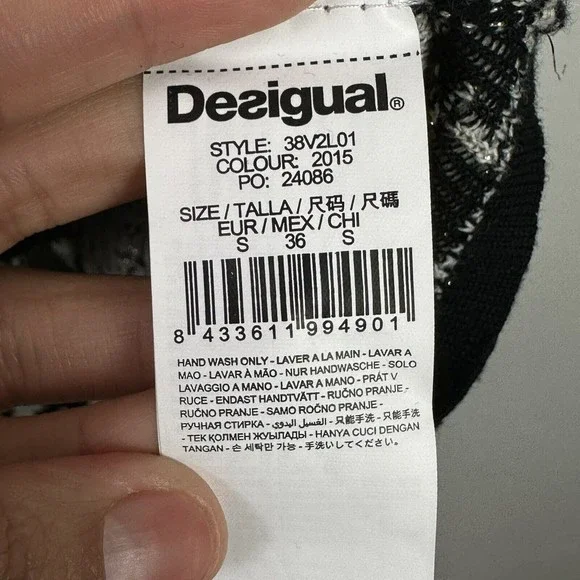 Desigual®
STYLE: 38V2L01
COLOUR: 2015
PO: 24086
SIZE / TALLA / 尺码 / 尺碼
EUR / MEX / CHI
S 36 S
8 433611 994901
HAND WASH ONLY - LAVER A LA MAIN - LAVAR A
MAO - LAVAR À MÃO - NUR HANDWASCHE - SOLO
LAVAGGIO A MANO - LAVAR A MANO - PRÁT V
RUCE - ENDAST HANDTVÄTT - RUČNO PRANJE -
RUČNO PRANJE - SAMO ROČNO PRANJE -
РУЧНАЯ СТИРКА - الغسيل اليدوي - 只能手洗 - 只能手洗
- ТЕК ҚОЛМЕН ЖУЫЛАДЫ - HANYA CUCI DENGAN
TANGAN - 손 세탁만 가능 - 手洗いしてください.